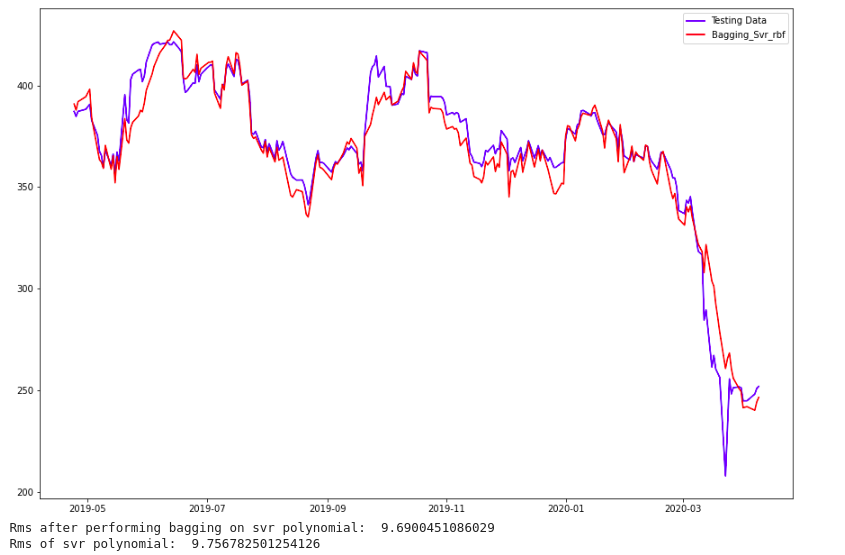 Testing Data
Bagging_Svr_rbf
400
350
300
250
200
2019-05 2019-07 2019-09 2019-11 2020-01 2020-03
Rms after performing bagging on svr polynomial: 9.6900451086029
Rms of svr polynomial: 9.756782501254126